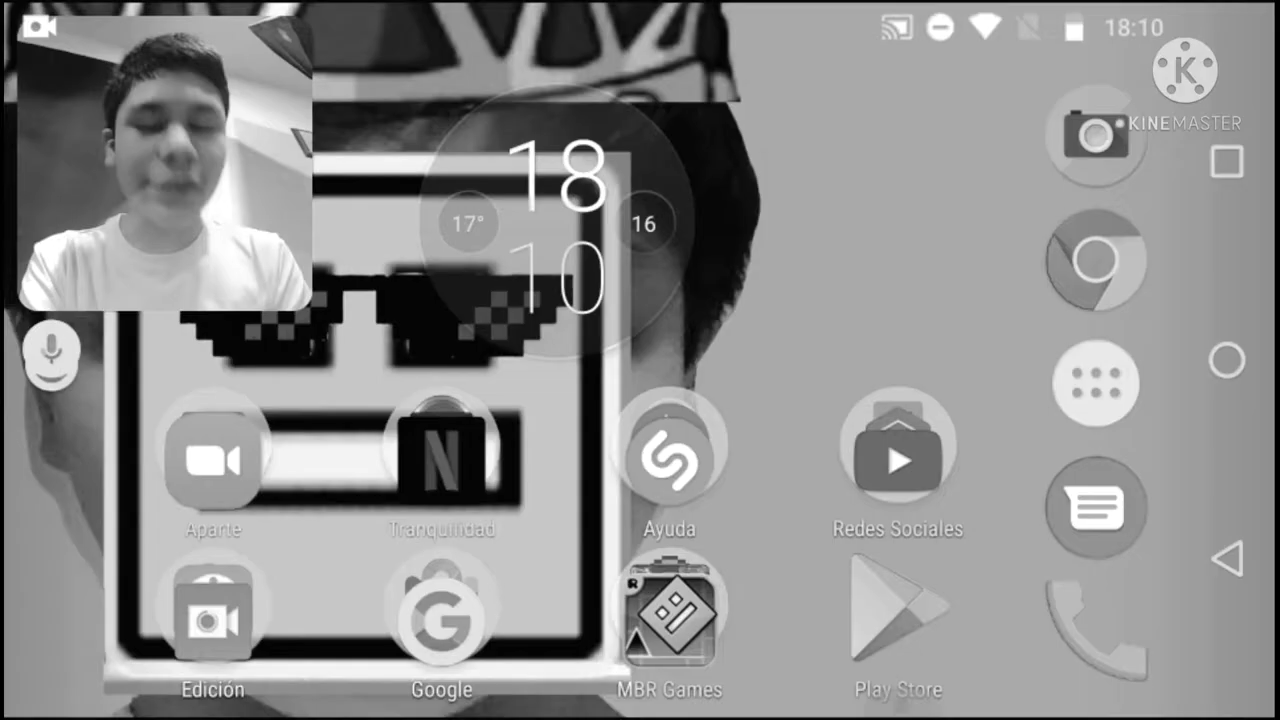 18:10
K
KINEMASTER
18
17°
16
10
N
Aparte
Tranquilidad
Ayuda
Redes Sociales
G
R
Edición
Google
MBR Games
Play Store